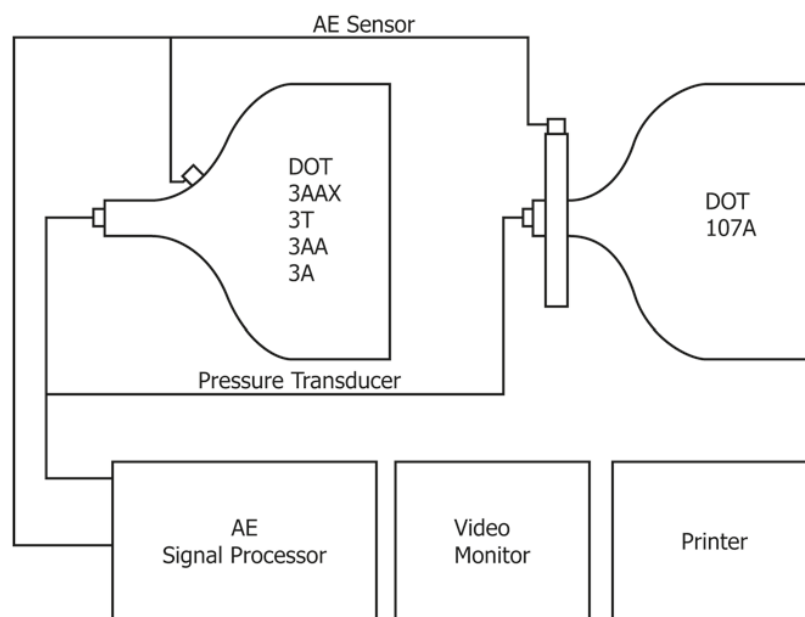 AE Sensor
DOT
3AAX
3T
3AA
3A
DOT
107A
Pressure Transducer
AE
Signal Processor
Video
Monitor
Printer